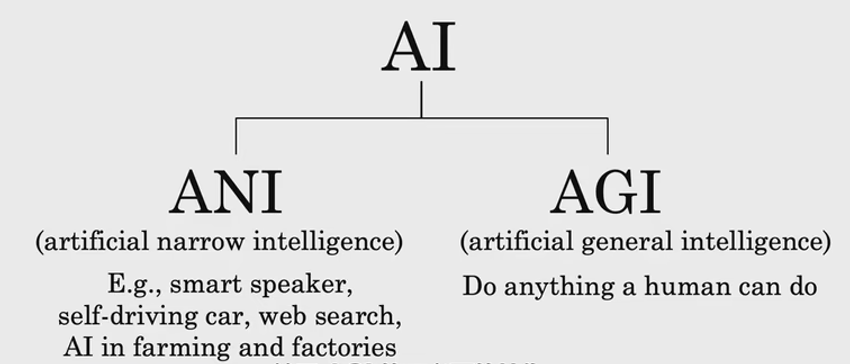 AI
ANI
AGI
(artificial narrow intelligence)
(artificial general intelligence)
E.g., smart speaker,
self-driving car, web search,
AI in farming and factories
Do anything a human can do